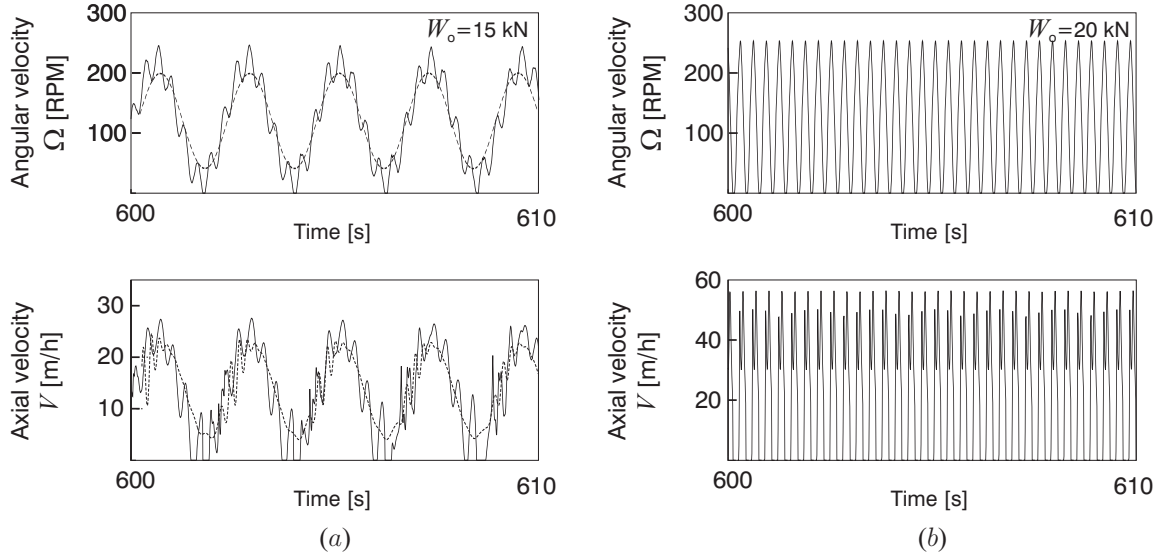 300
200
100
Angular velocity
Ω [RPM]
Wₒ=15 kN
600
610
Time [s]
30
20
10
Axial velocity
V [m/h]
600
610
Time [s]
(a)
300
200
100
Angular velocity
Ω [RPM]
Wₒ=20 kN
600
610
Time [s]
60
40
20
Axial velocity
V [m/h]
600
610
Time [s]
(b)